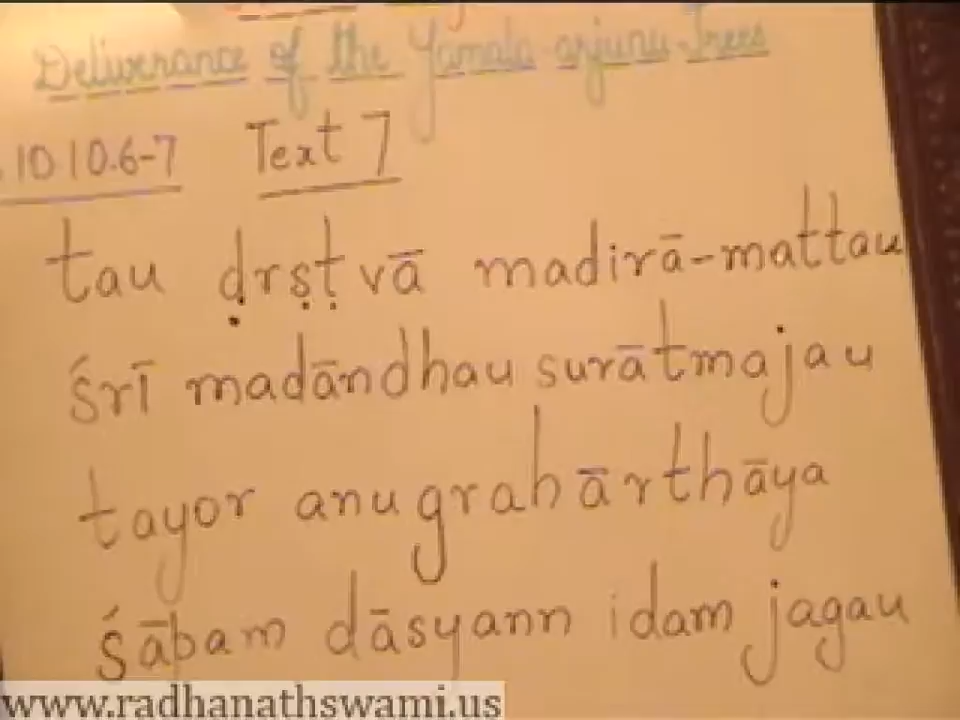 Deliverance of the Yamala-arjuna Trees
10 10.6-7 Text 7
tau ḍrṣṭvā madirā-mattau
śrī madāndhau surātmajau
tayor anugrahārthāya
śāpam dāsyann idam jagau
www.radhanathswami.us